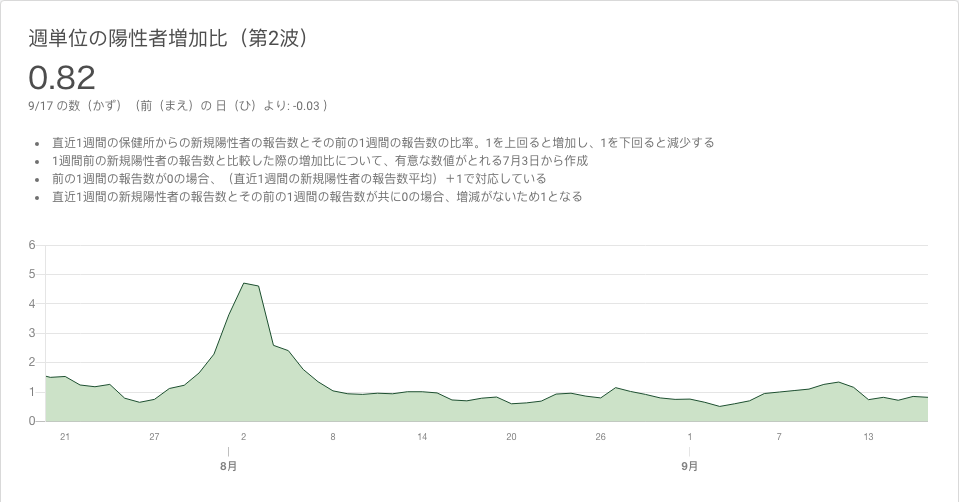 週単位の陽性者増加比（第2波）
0.82
9/17 の数（かず）（前（まえ）の 日（ひ）より: -0.03 ）
• 直近1週間の保健所からの新規陽性者の報告数とその前の1週間の報告数の比率。1を上回ると増加し、1を下回ると減少する
• 1週間前の新規陽性者の報告数と比較した際の増加比について、有意な数値がとれる7月3日から作成
• 前の1週間の報告数が0の場合、（直近1週間の新規陽性者の報告数平均）＋1で対応している
• 直近1週間の新規陽性者の報告数とその前の1週間の報告数が共に0の場合、増減がないため1となる
6
5
4
3
2
1
0
21 27 2 8 14 20 26 1 7 13
8月 9月